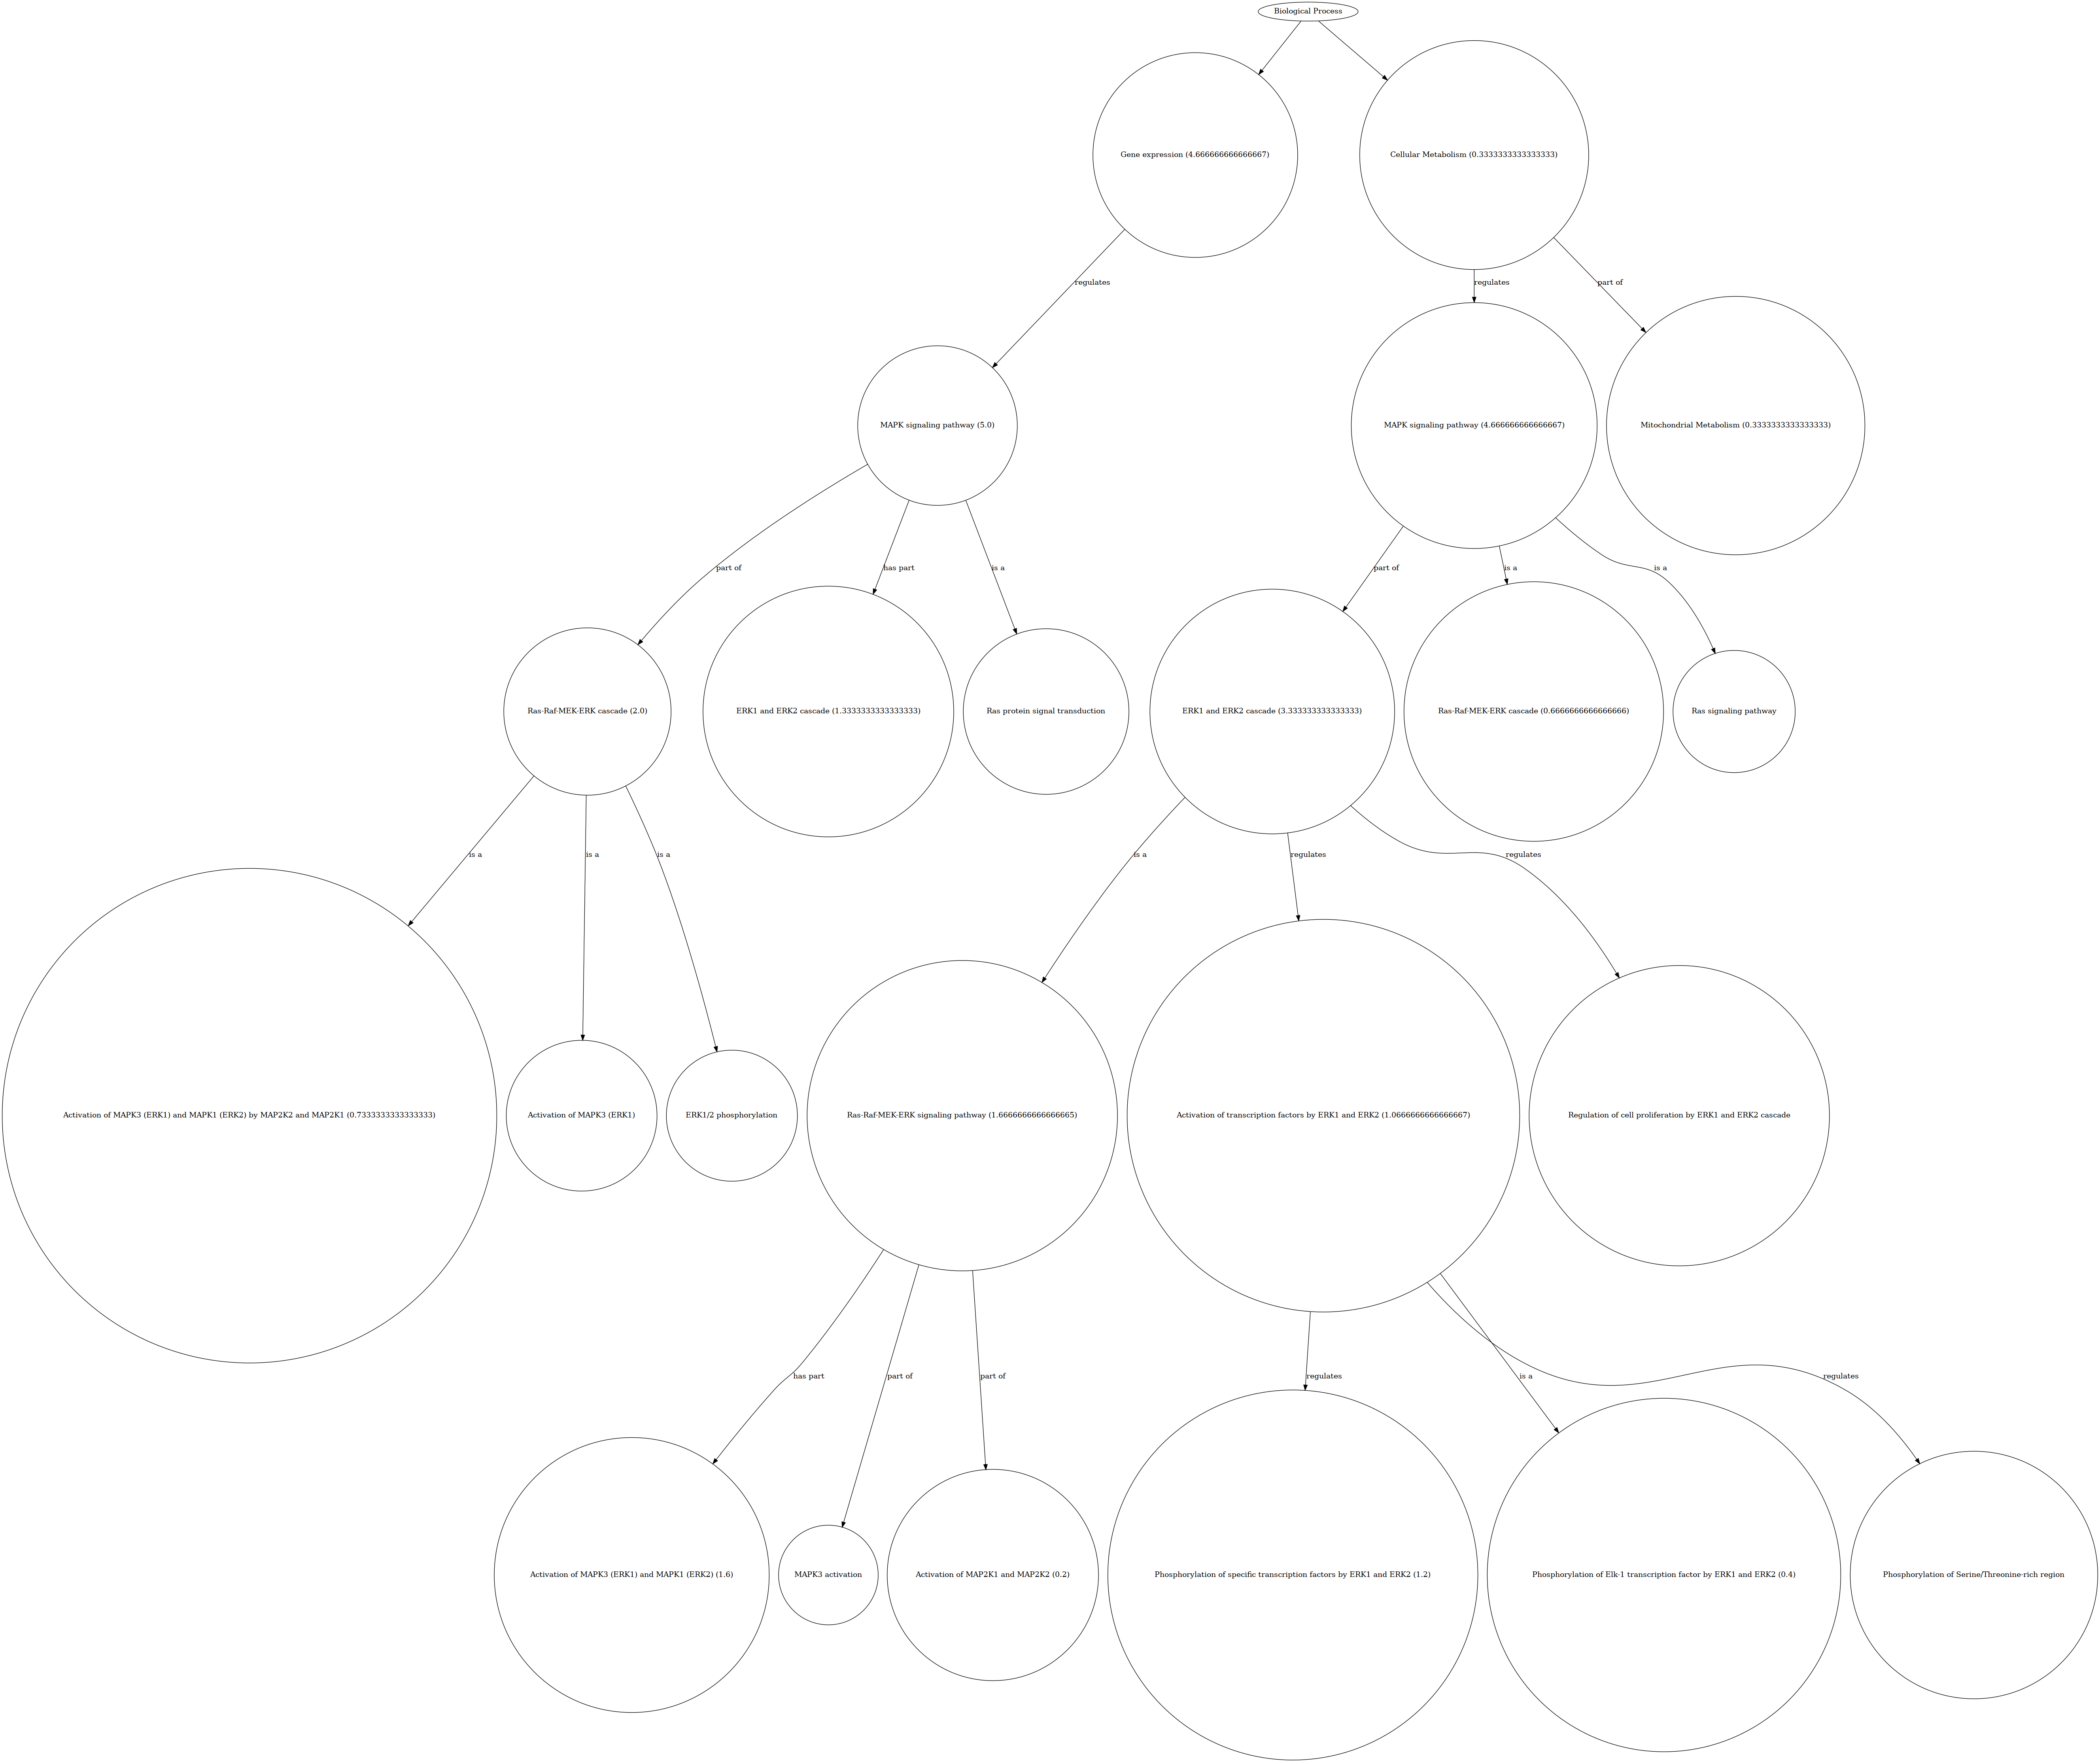 Biological Process
Gene expression (4.666666666666667)
Cellular Metabolism (0.3333333333333333)
regulates
regulates
part of
MAPK signaling pathway (5.0)
MAPK signaling pathway (4.666666666666667)
Mitochondrial Metabolism (0.3333333333333333)
part of
has part
is a
part of
is a
is a
Ras-Raf-MEK-ERK cascade (2.0)
ERK1 and ERK2 cascade (1.3333333333333333)
Ras protein signal transduction
ERK1 and ERK2 cascade (3.333333333333333)
Ras-Raf-MEK-ERK cascade (0.6666666666666666)
Ras signaling pathway
is a
is a
is a
is a
regulates
regulates
Activation of MAPK3 (ERK1) and MAPK1 (ERK2) by MAP2K2 and MAP2K1 (0.7333333333333333)
Activation of MAPK3 (ERK1)
ERK1/2 phosphorylation
Ras-Raf-MEK-ERK signaling pathway (1.6666666666666665)
Activation of transcription factors by ERK1 and ERK2 (1.0666666666666667)
Regulation of cell proliferation by ERK1 and ERK2 cascade
has part
part of
part of
regulates
is a
regulates
Activation of MAPK3 (ERK1) and MAPK1 (ERK2) (1.6)
MAPK3 activation
Activation of MAP2K1 and MAP2K2 (0.2)
Phosphorylation of specific transcription factors by ERK1 and ERK2 (1.2)
Phosphorylation of Elk-1 transcription factor by ERK1 and ERK2 (0.4)
Phosphorylation of Serine/Threonine-rich region